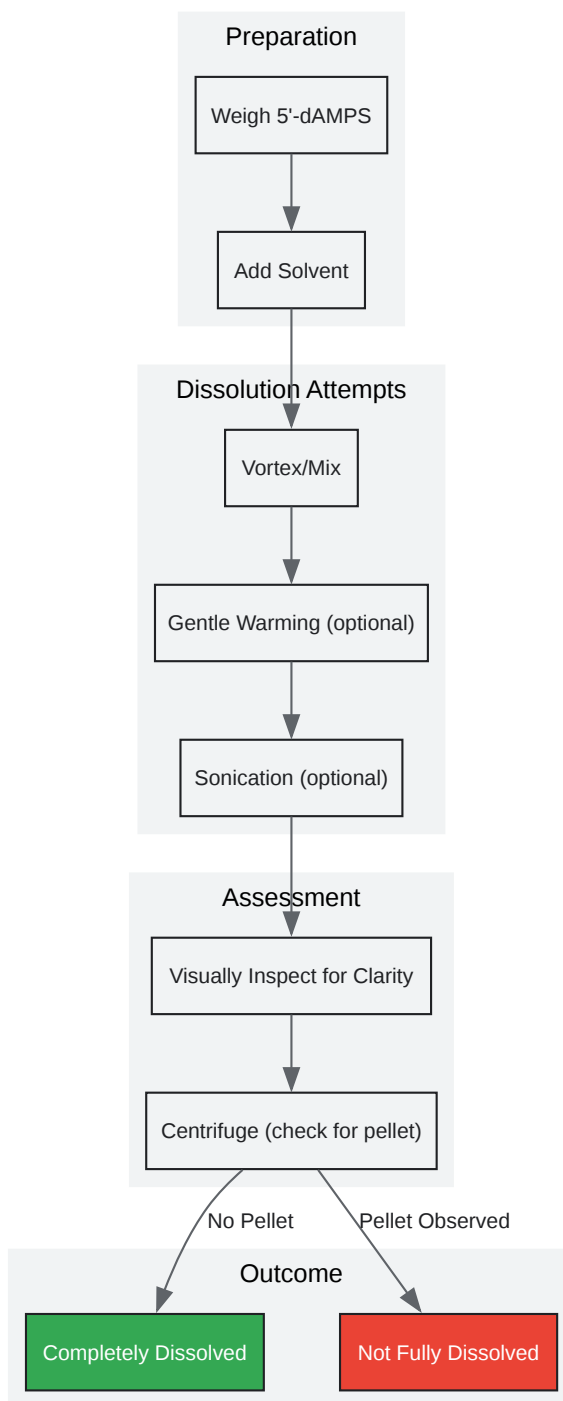 Preparation
Weigh 5'-dAMPS
Add Solvent
Dissolution Attempts
Vortex/Mix
Gentle Warming (optional)
Sonication (optional)
Assessment
Visually Inspect for Clarity
Centrifuge (check for pellet)
No Pellet
Pellet Observed
Outcome
Completely Dissolved
Not Fully Dissolved